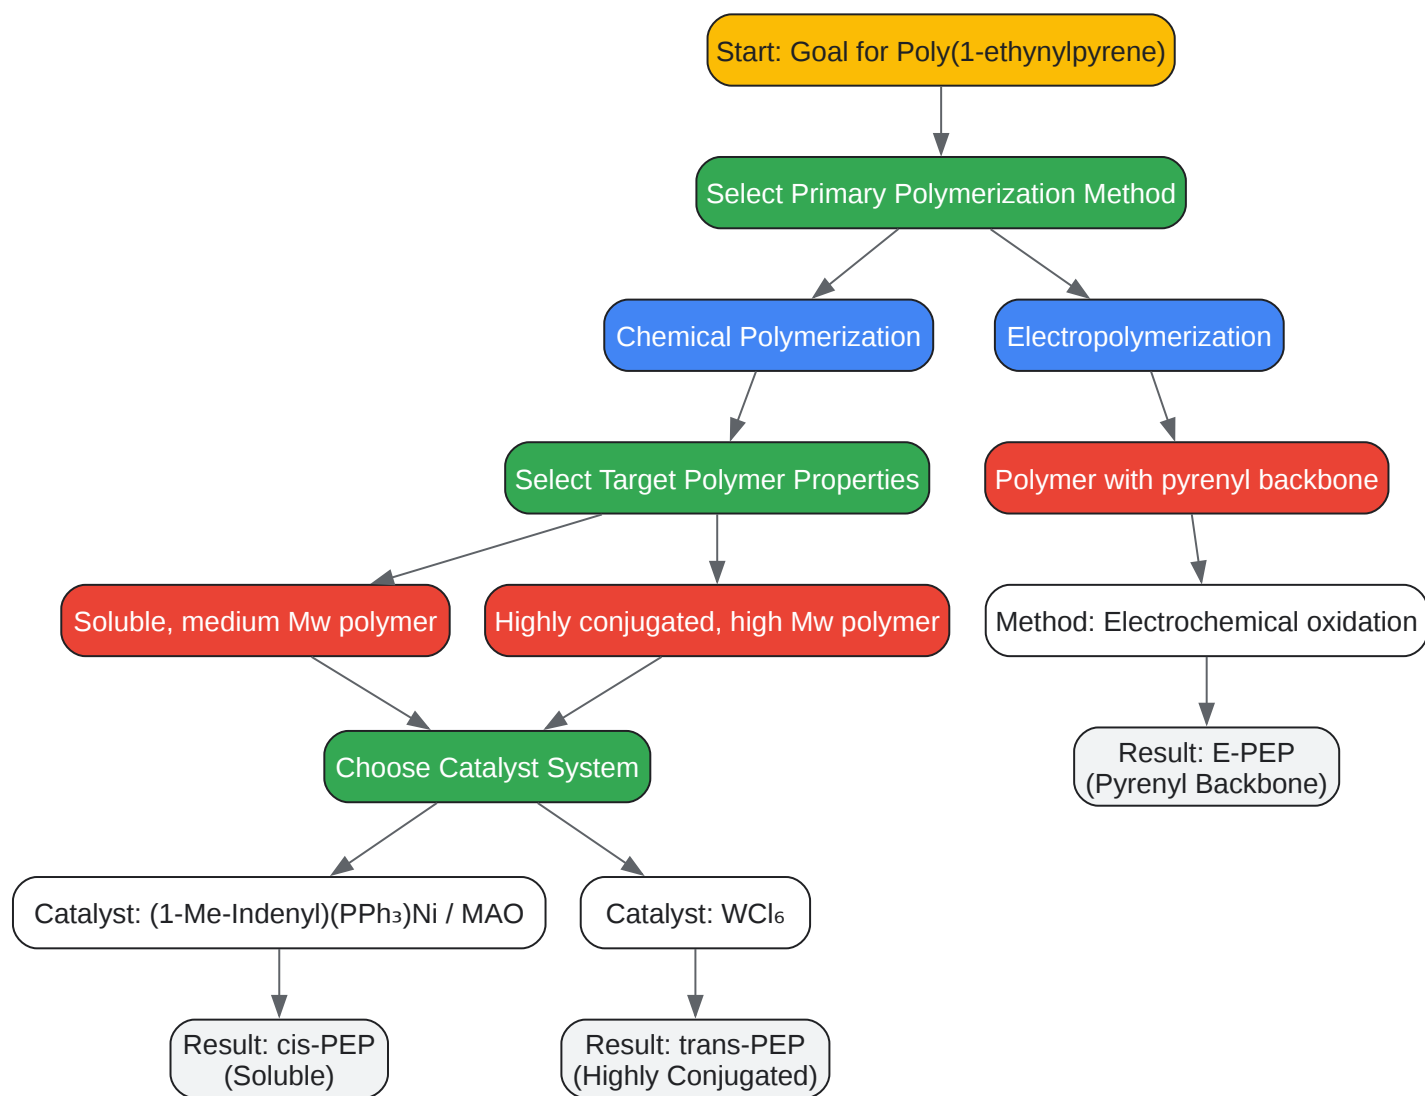 Start: Goal for Poly(1-ethynylpyrene)
Select Primary Polymerization Method
Chemical Polymerization
Electropolymerization
Select Target Polymer Properties
Polymer with pyrenyl backbone
Soluble, medium Mw polymer
Highly conjugated, high Mw polymer
Method: Electrochemical oxidation
Choose Catalyst System
Result: E-PEP
(Pyrenyl Backbone)
Catalyst: (1-Me-Indenyl)(PPh₃)Ni / MAO
Catalyst: WCl₆
Result: cis-PEP
(Soluble)
Result: trans-PEP
(Highly Conjugated)